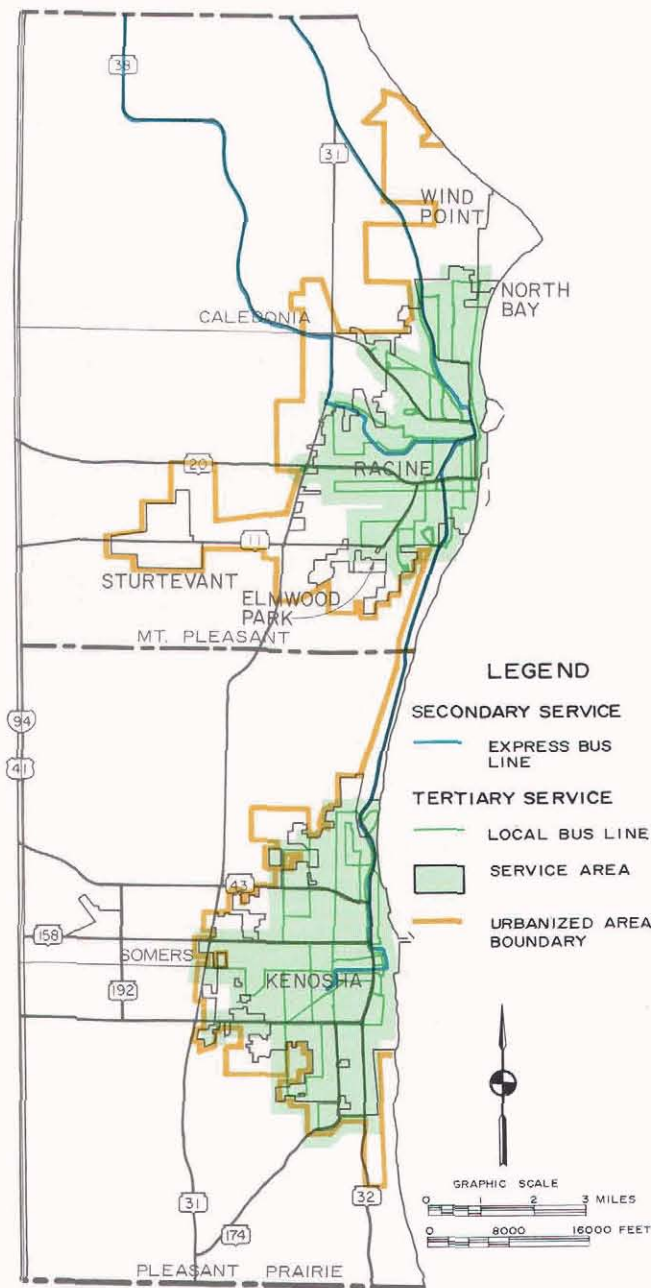 38
31
WIND
POINT
NORTH
BAY
CALEDONIA
RACINE
20
11
STURTEVANT
ELMWOOD
PARK
MT. PLEASANT
LEGEND
SECONDARY SERVICE
EXPRESS BUS
LINE
TERTIARY SERVICE
LOCAL BUS LINE
SERVICE AREA
URBANIZED AREA
BOUNDARY
94
41
43
158
SOMERS
192
KENOSHA
GRAPHIC SCALE
0 1 2 3 MILES
0 8000 16000 FEET
31
32
174
PLEASANT PRAIRIE